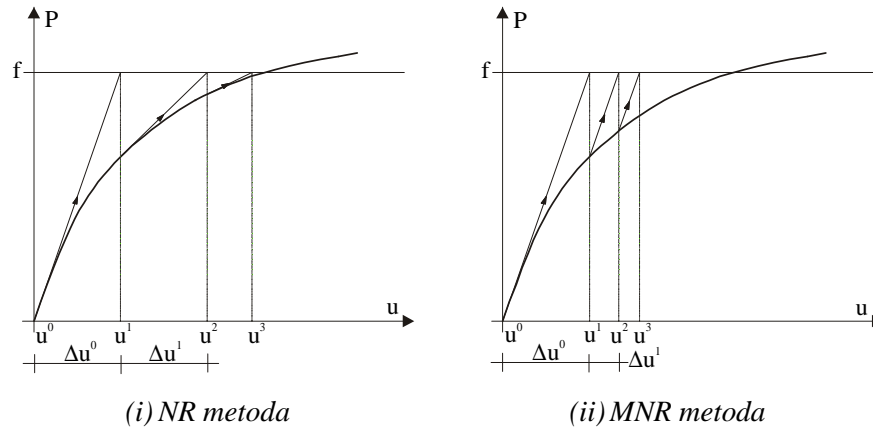 P
f
u
u⁰ u¹ u² u³
Δu⁰ Δu¹
(i) NR metoda
P
f
u
u⁰ u¹ u² u³
Δu⁰ Δu¹
(ii) MNR metoda